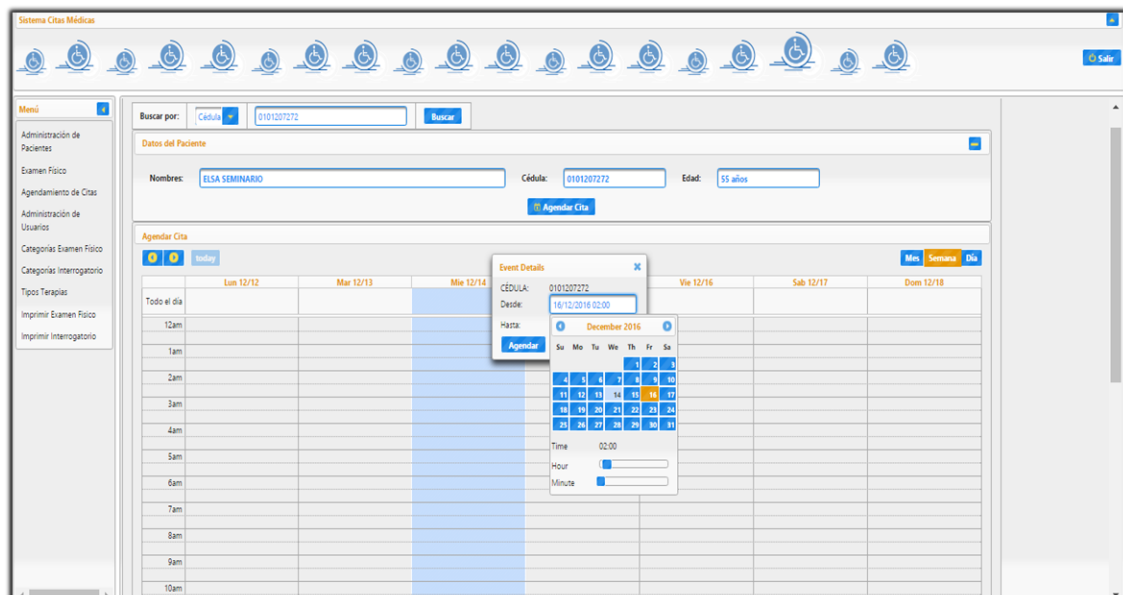 Sistema Citas Médicas
Salir
Menú
Administración de
Pacientes
Examen Físico
Agendamiento de Citas
Administración de
Usuarios
Categorías Examen Físico
Categorías Interrogatorio
Tipos Terapias
Imprimir Examen Físico
Imprimir Interrogatorio
Buscar por: Cédula 0101207272 Buscar
Datos del Paciente
Nombres: ELSA SEMINARIO Cédula: 0101207272 Edad: 55 años
Agendar Cita
Agendar Cita
today Mes Semana Día
Lun 12/12 Mar 12/13 Mie 12/14 Vie 12/16 Sab 12/17 Dom 12/18
Todo el día
12am
1am
2am
3am
4am
5am
6am
7am
8am
9am
10am
Event Details
CÉDULA: 0101207272
Desde: 16/12/2016 02:00
Hasta:
Agendar
December 2016
Su Mo Tu We Th Fr Sa
1 2 3
4 5 6 7 8 9 10
11 12 13 14 15 16 17
18 19 20 21 22 23 24
25 26 27 28 29 30 31
Time 02:00
Hour
Minute